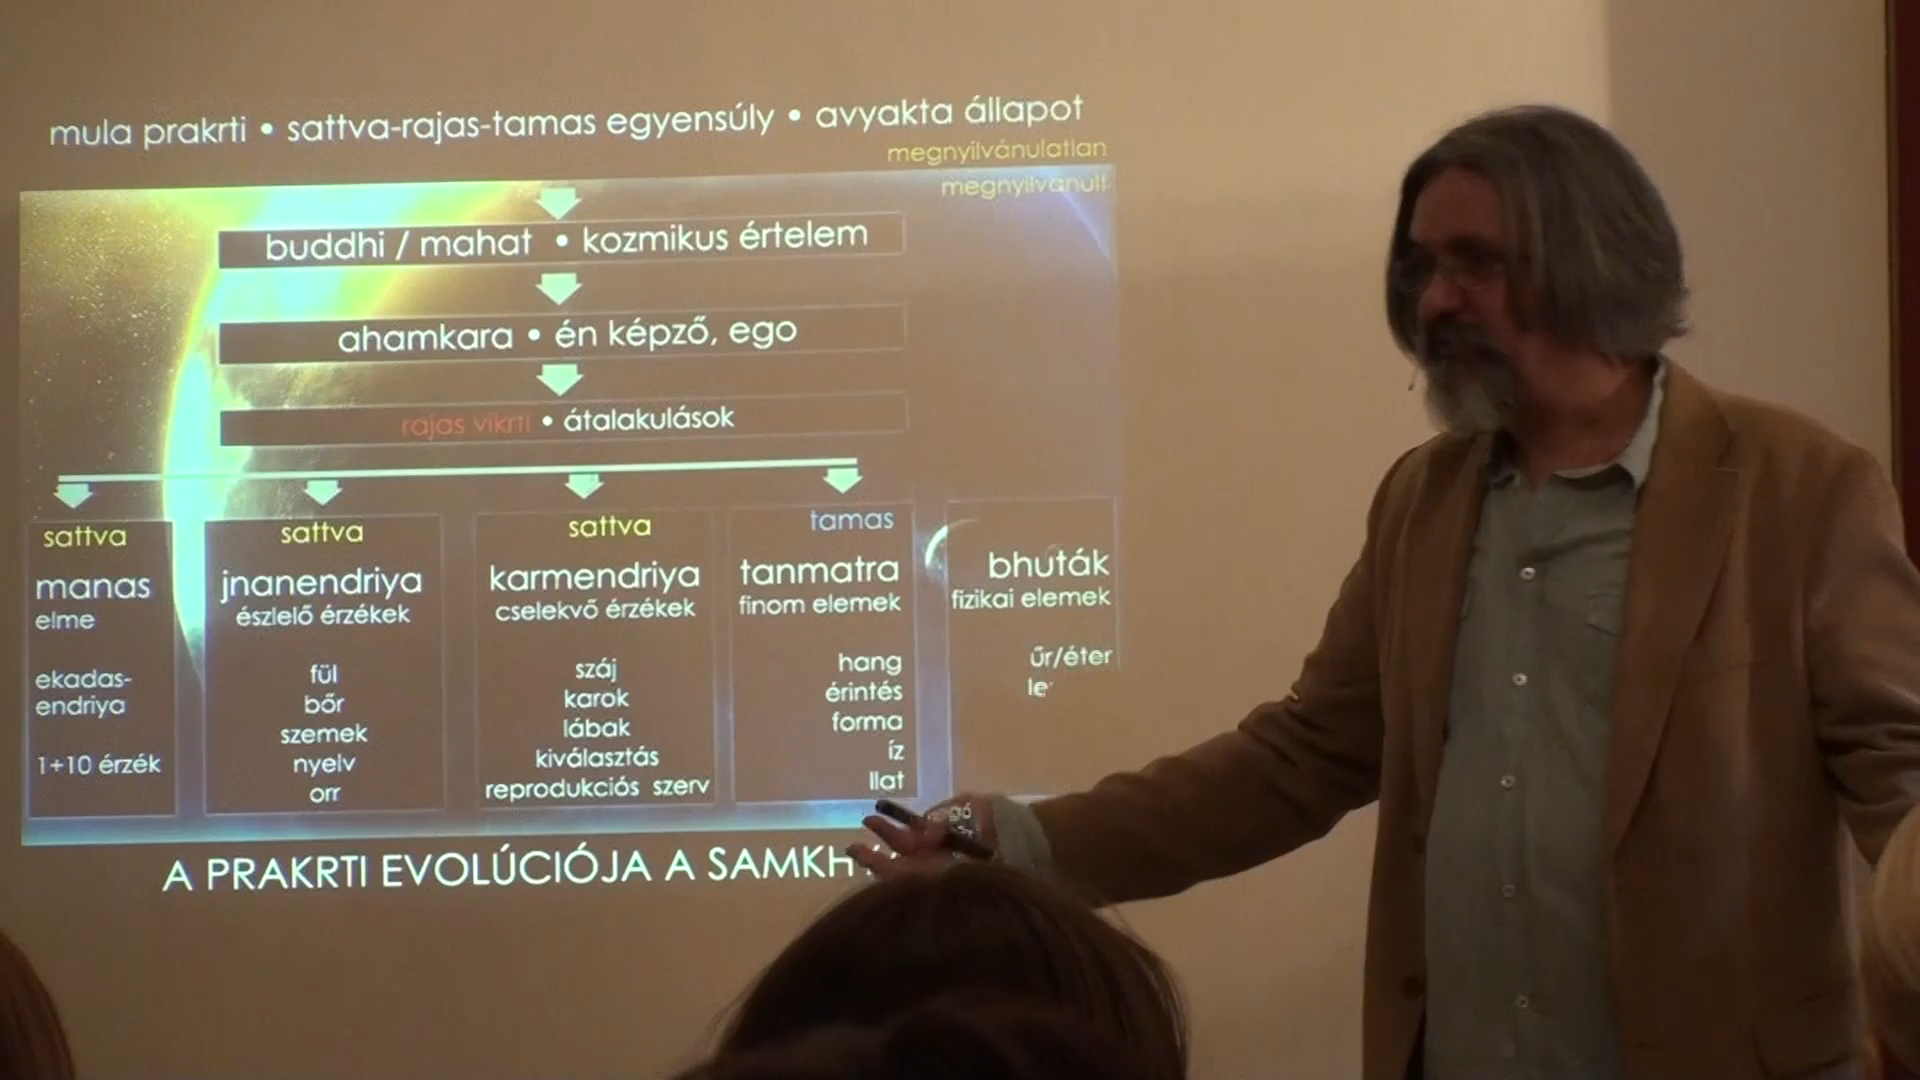 mula prakrti • sattva-rajas-tamas egyensúly • avyakta állapot
megnyilvánulatlan
megnyilvanult
buddhi / mahat • kozmikus értelem
ahamkara • én képző, ego
rajas vikrti • átalakulások
sattva
manas
elme
ekadas-
endriya
1+10 érzék
sattva
jnanendriya
észlelő érzékek
fül
bőr
szemek
nyelv
orr
sattva
karmendriya
cselekvő érzékek
száj
karok
lábak
kiválasztás
reprodukciós szerv
tamas
tanmatra
finom elemek
hang
érintés
forma
íz
llat
bhuták
fizikai elemek
űr/éter
A PRAKRTI EVOLÚCIÓJA A